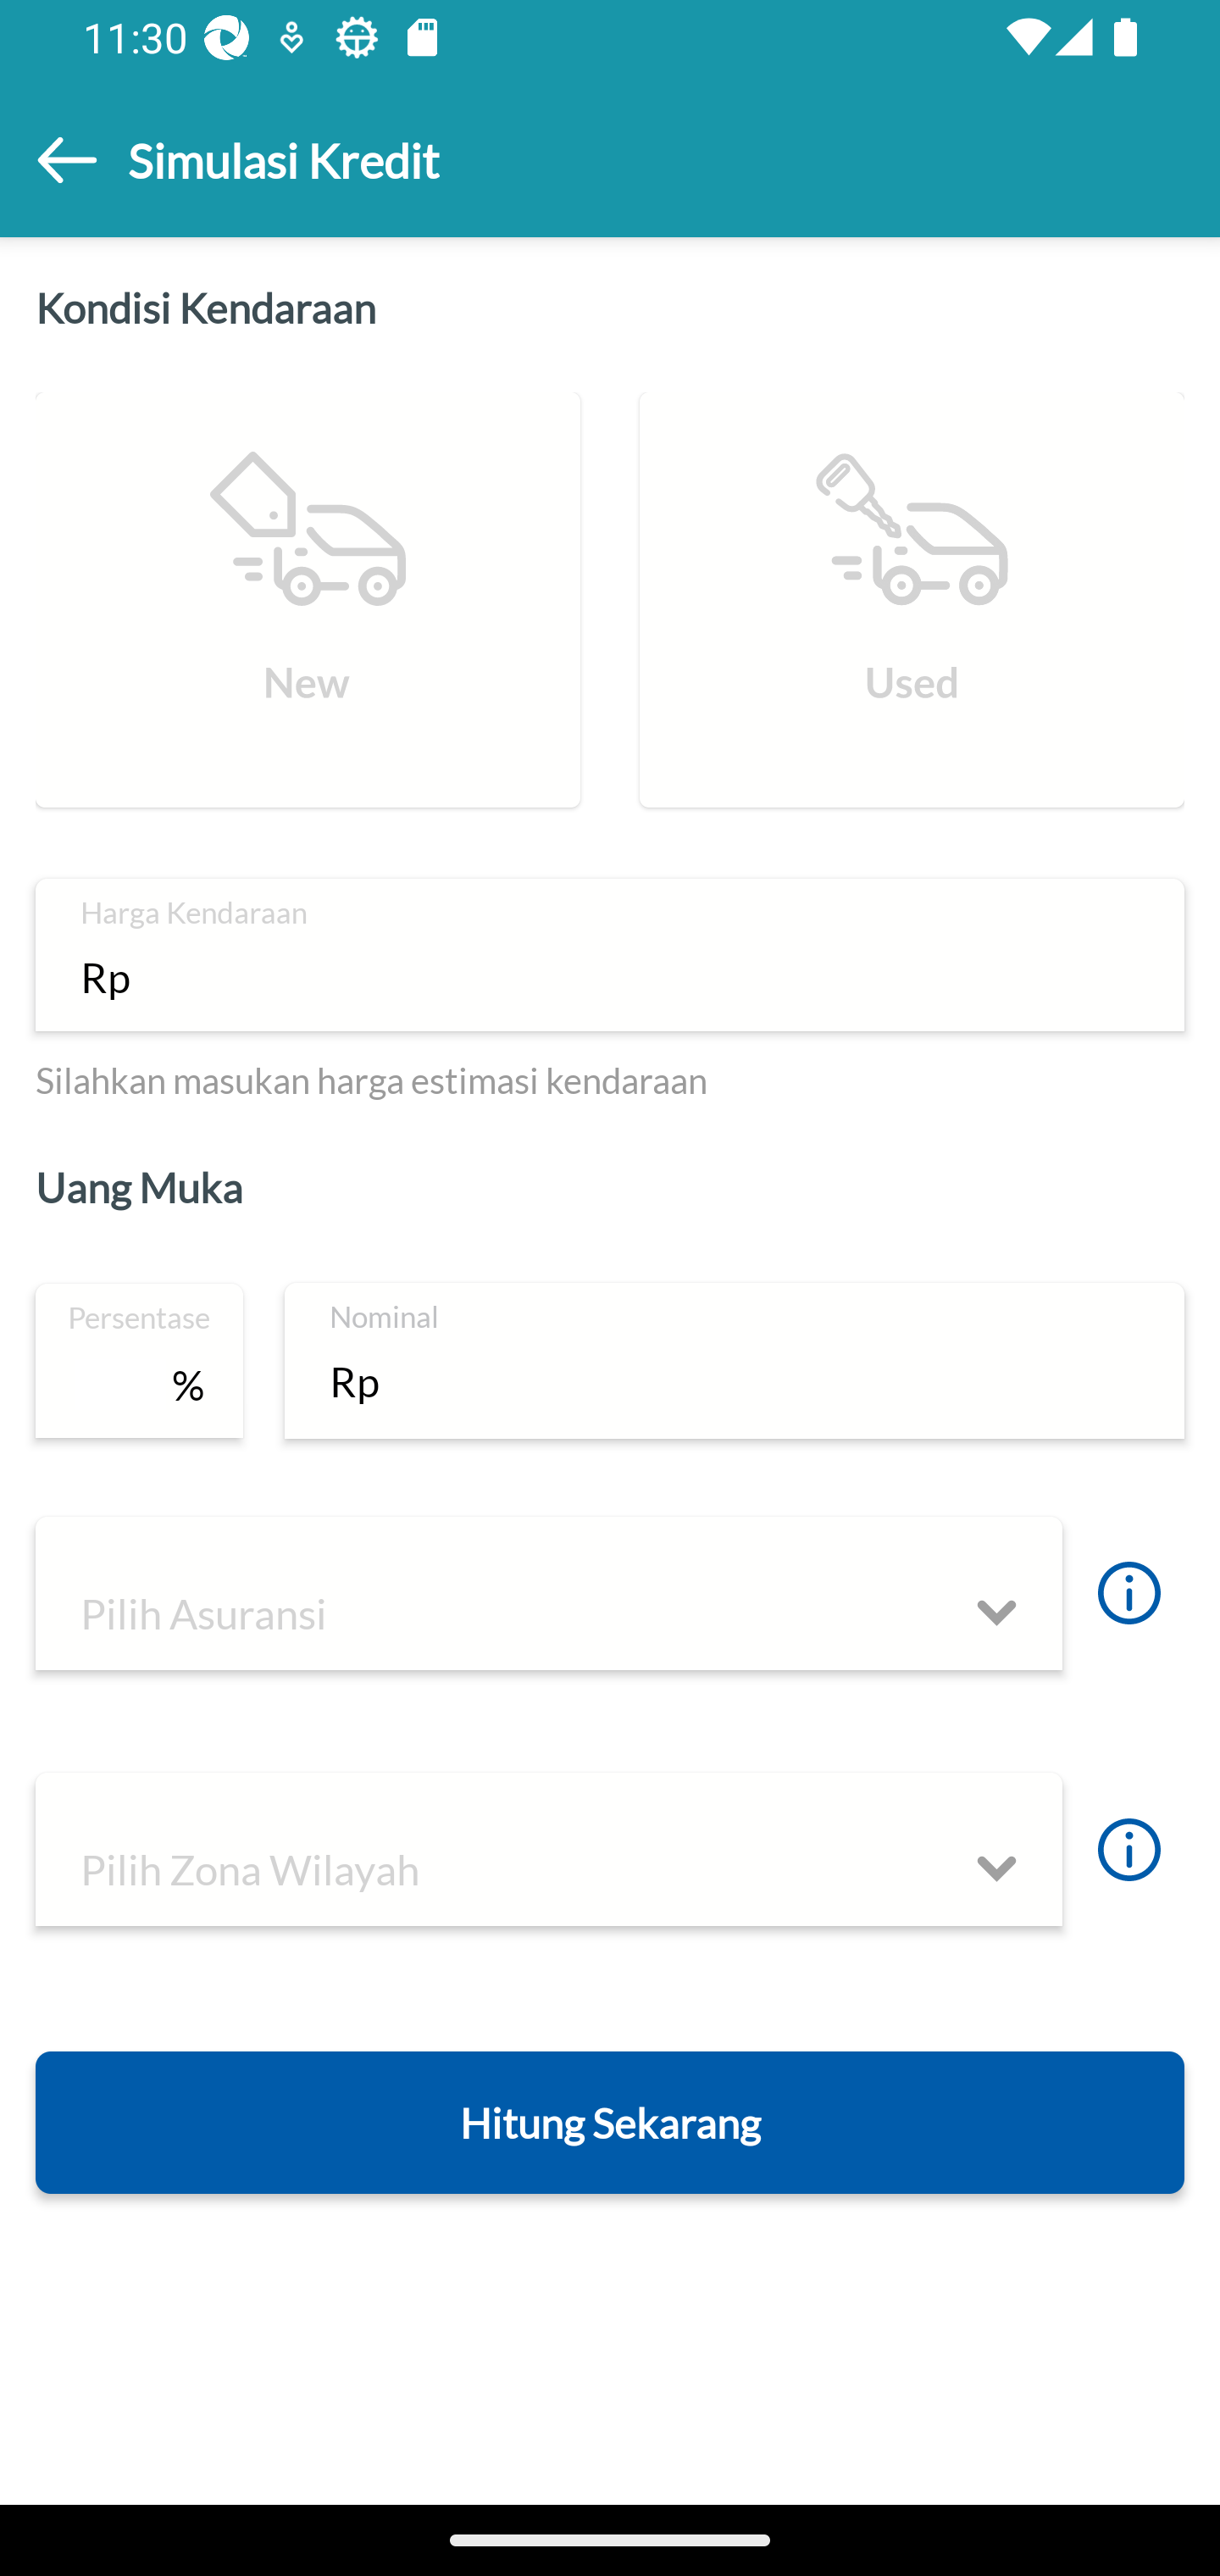 11:30
Simulasi Kredit
Kondisi Kendaraan
New
Used
Harga Kendaraan
Rp
Silahkan masukan harga estimasi kendaraan
Uang Muka
Persentase
%
Nominal
Rp
Pilih Asuransi
Pilih Zona Wilayah
Hitung Sekarang